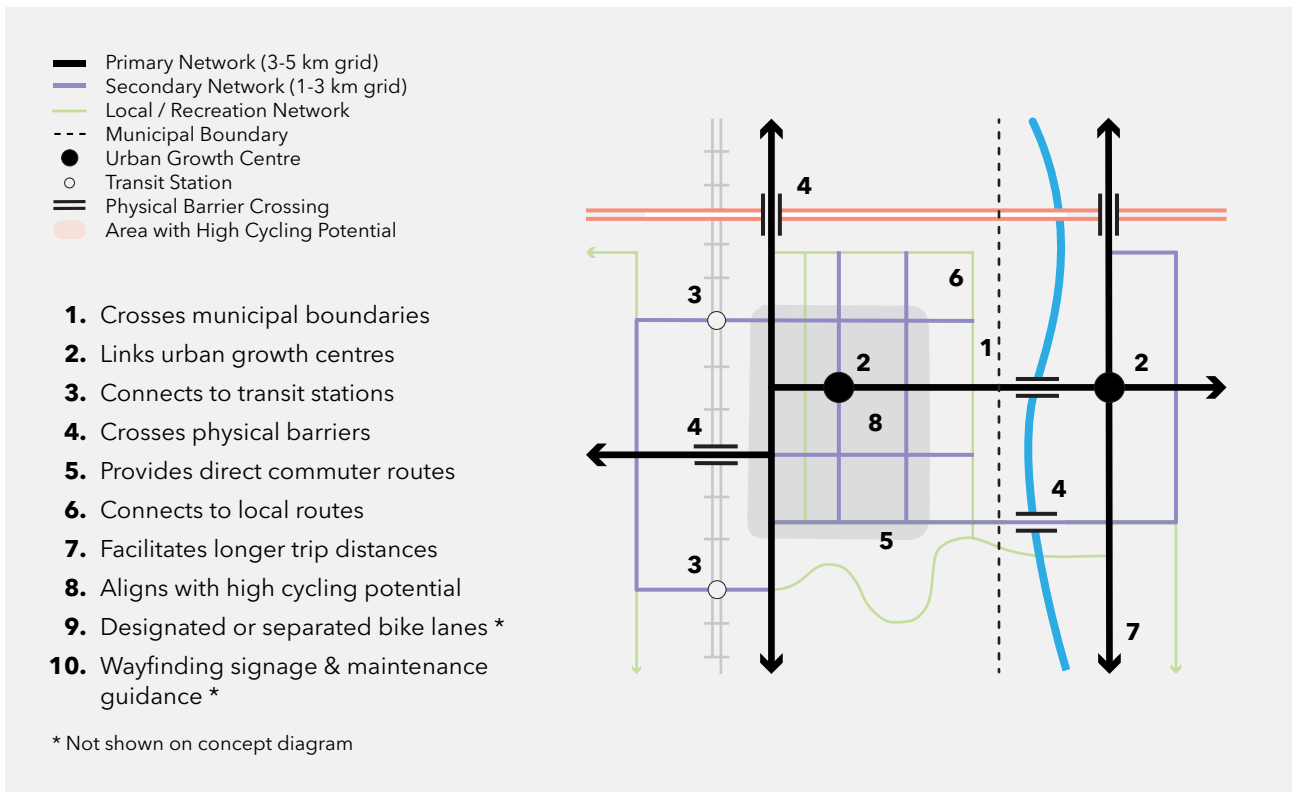 Primary Network (3-5 km grid)
Secondary Network (1-3 km grid)
Local / Recreation Network
Municipal Boundary
Urban Growth Centre
Transit Station
Physical Barrier Crossing
Area with High Cycling Potential
1. Crosses municipal boundaries
2. Links urban growth centres
3. Connects to transit stations
4. Crosses physical barriers
5. Provides direct commuter routes
6. Connects to local routes
7. Facilitates longer trip distances
8. Aligns with high cycling potential
9. Designated or separated bike lanes *
10. Wayfinding signage & maintenance
guidance *
* Not shown on concept diagram
4
6
3
1
2
2
8
4
4
5
3
7